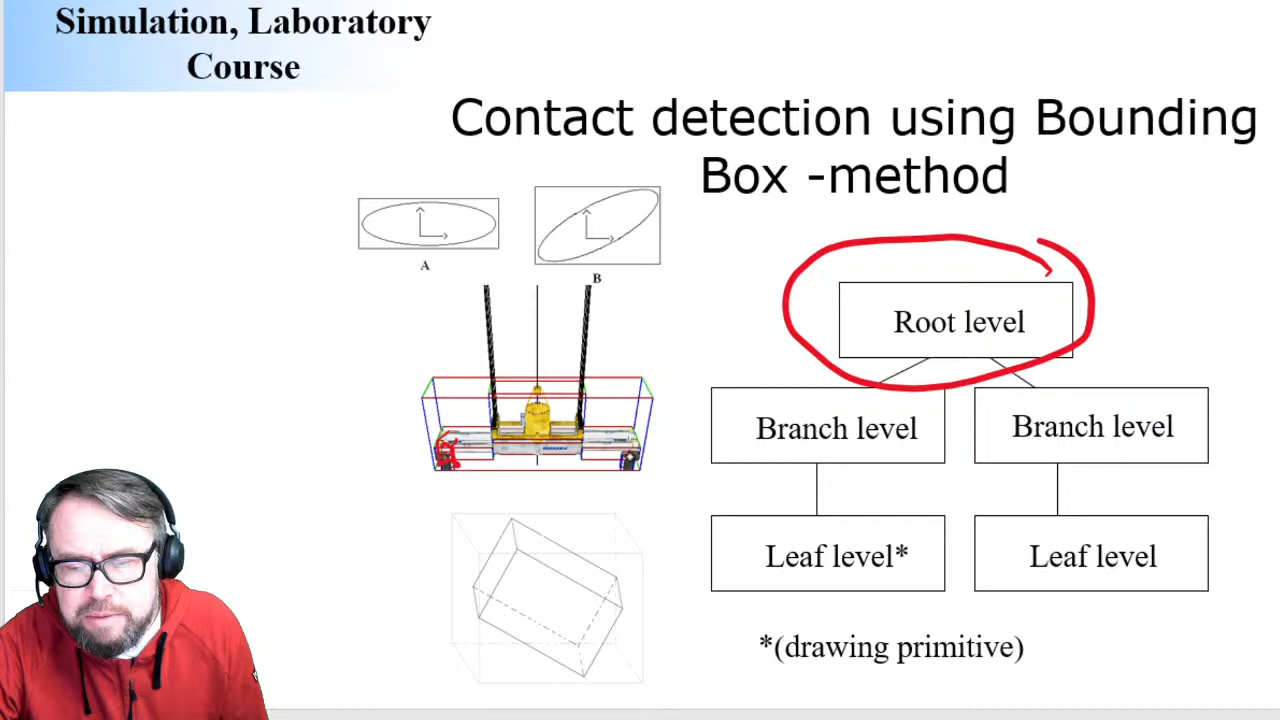 Simulation, Laboratory
Course
Contact detection using Bounding
Box -method
A
B
Root level
Branch level
Branch level
Leaf level*
Leaf level
*(drawing primitive)